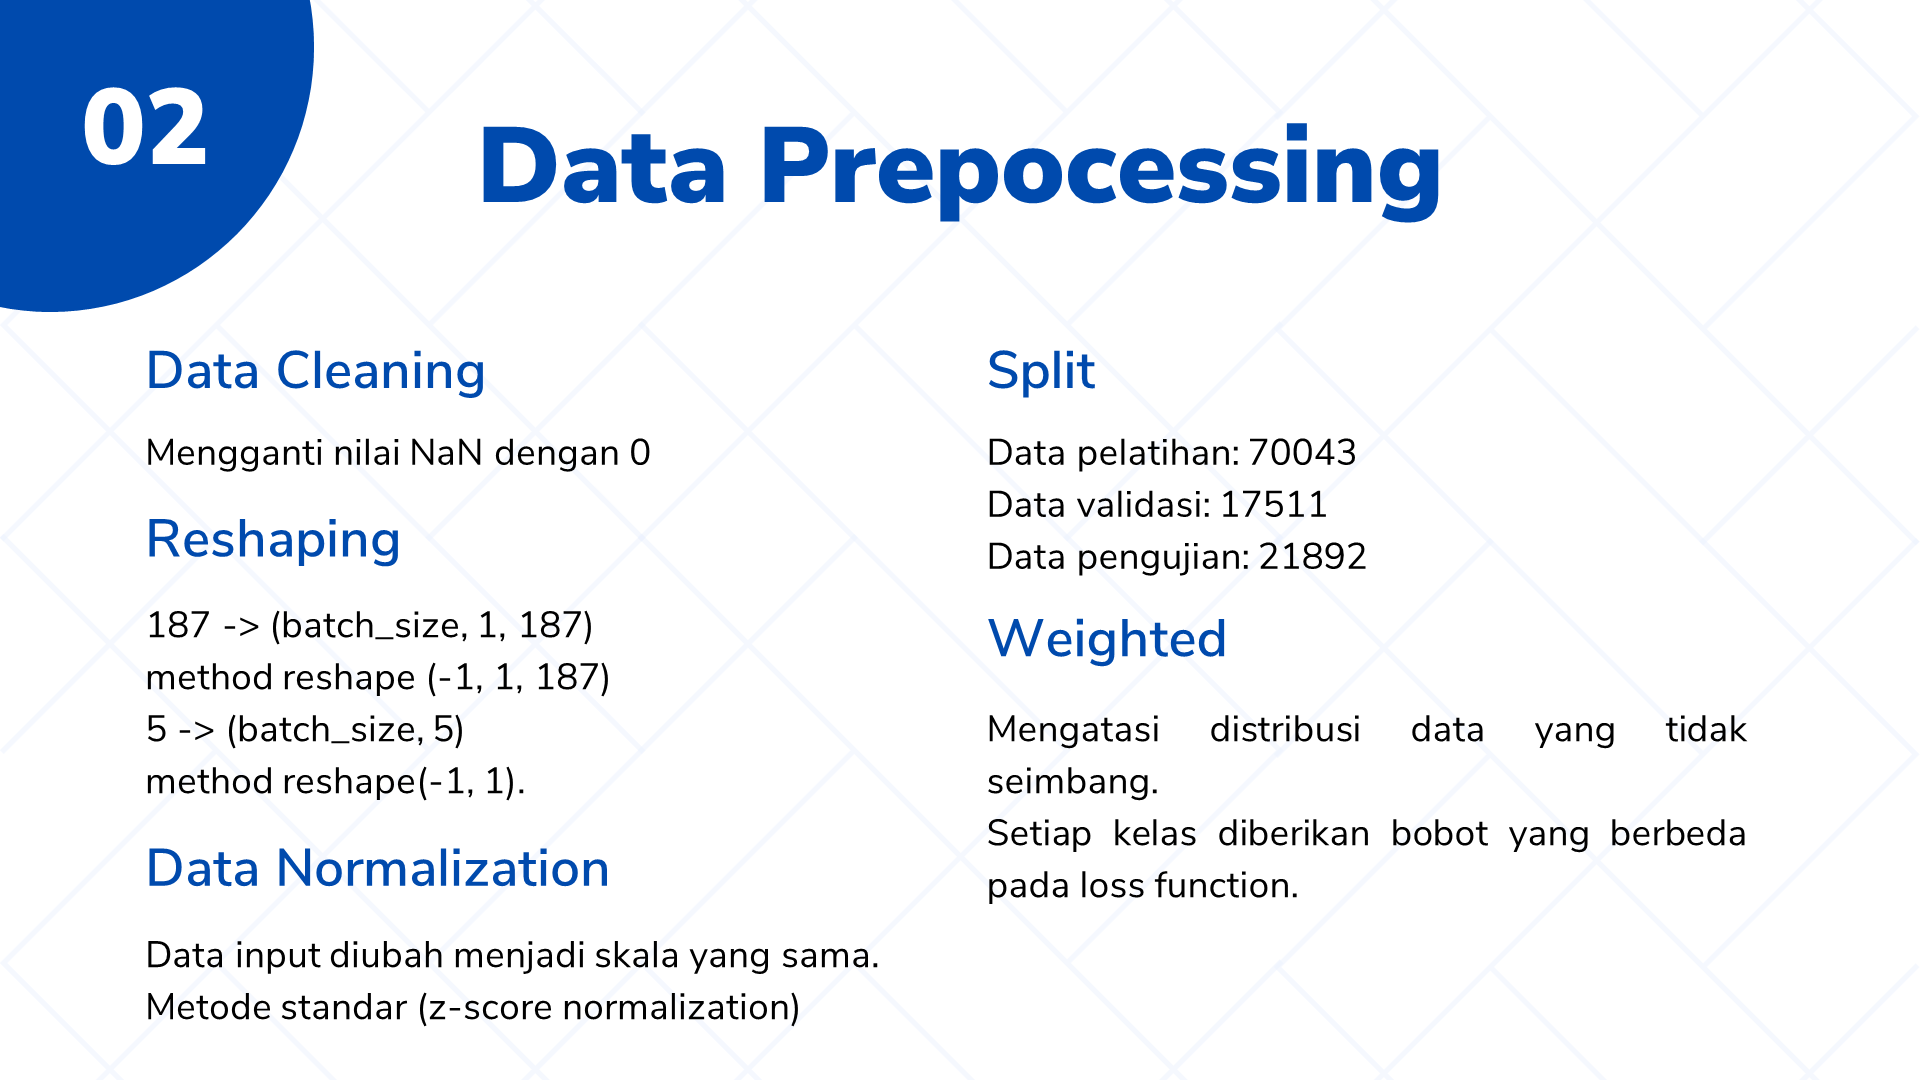 02
Data Prepocessing
Data Cleaning
Mengganti nilai NaN dengan 0
Reshaping
187 -> (batch_size, 1, 187)
method reshape (-1, 1, 187)
5 -> (batch_size, 5)
method reshape(-1, 1).
Data Normalization
Data input diubah menjadi skala yang sama.
Metode standar (z-score normalization)
Split
Data pelatihan: 70043
Data validasi: 17511
Data pengujian: 21892
Weighted
Mengatasi distribusi data yang tidak
seimbang.
Setiap kelas diberikan bobot yang berbeda
pada loss function.